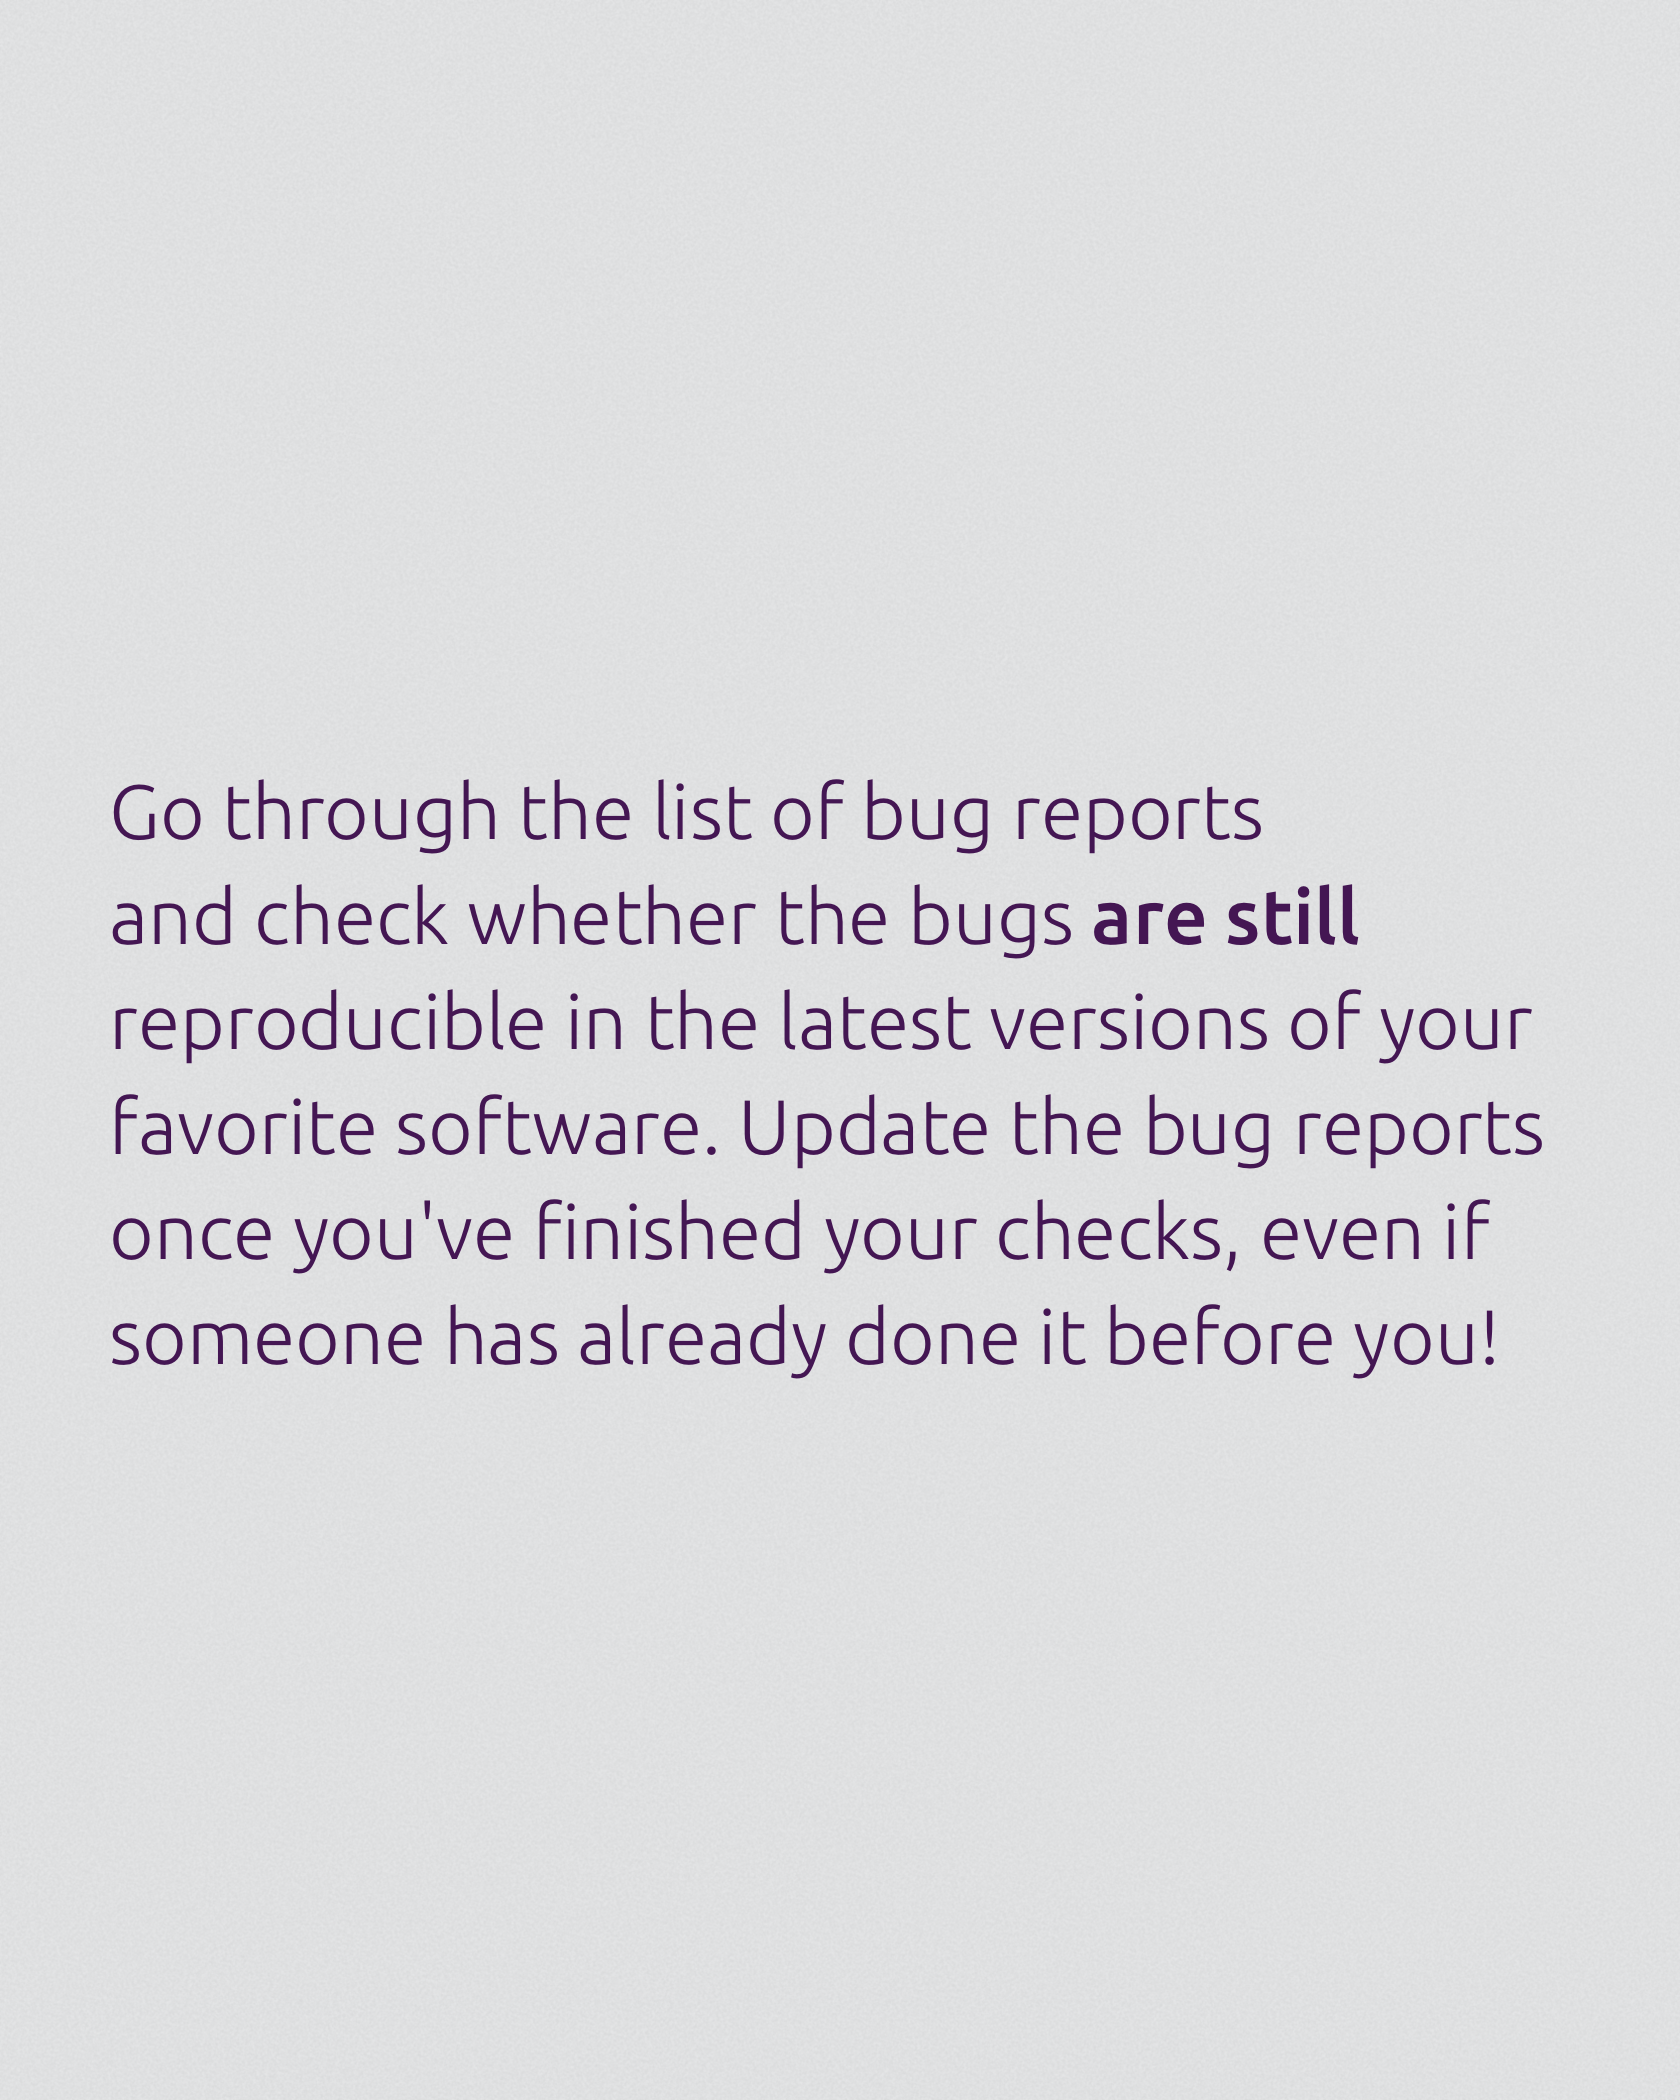 Go through the list of bug reports
and check whether the bugs are still
reproducible in the latest versions of your
favorite software. Update the bug reports
once you've finished your checks, even if
someone has already done it before you!